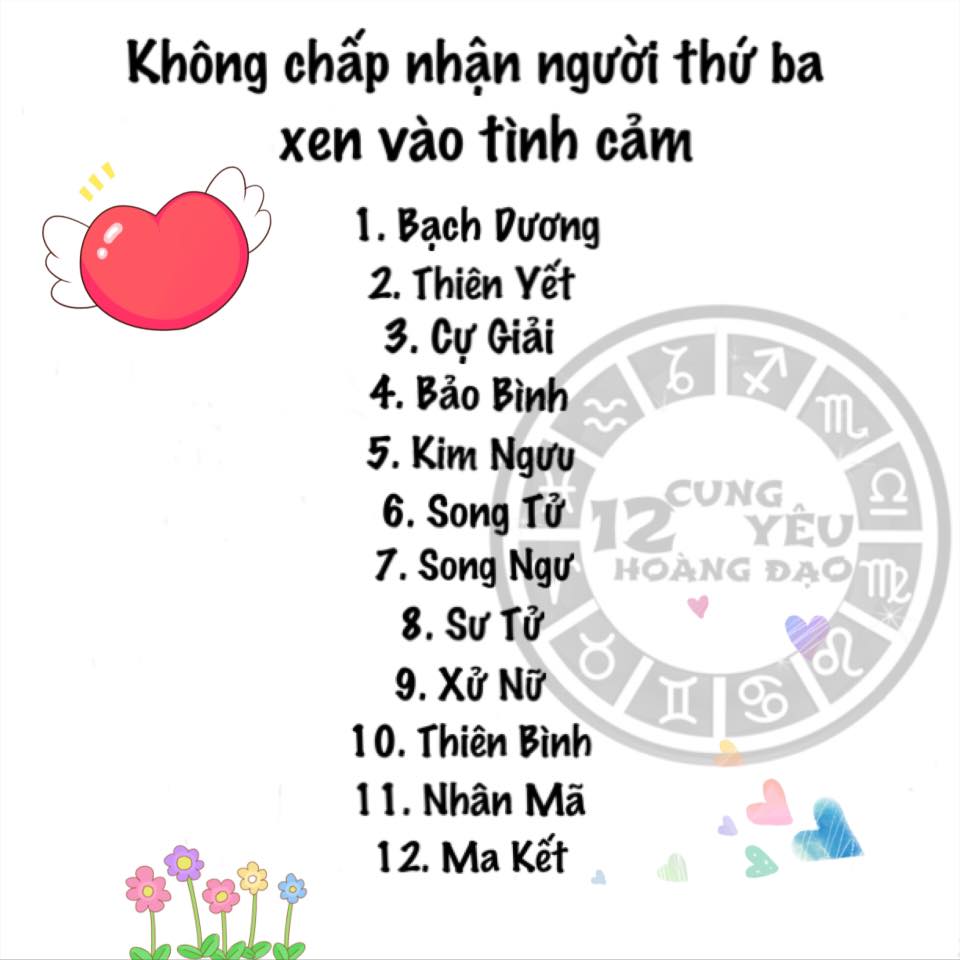 Không chấp nhận người thứ ba
xen vào tình cảm
1. Bạch Dương
2. Thiên Yết
3. Cự Giải
4. Bảo Bình
5. Kim Ngưu
6. Song Tử
7. Song Ngư
8. Sư Tử
9. Xử Nữ
10. Thiên Bình
11. Nhân Mã
12. Ma Kết
12 CUNG
YÊU
HOÀNG ĐẠO